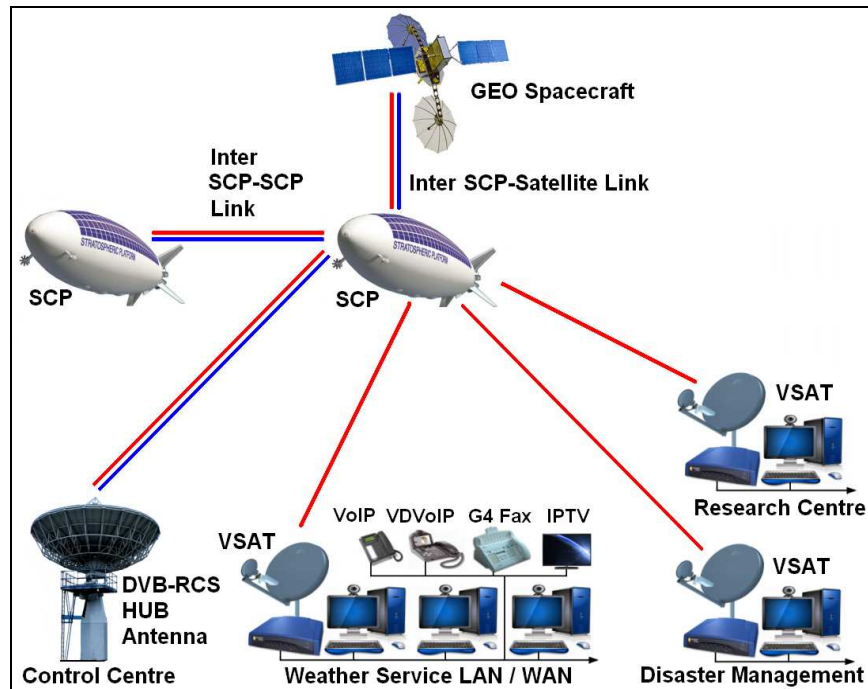 GEO Spacecraft
Inter
SCP-SCP
Link
Inter SCP-Satellite Link
STRATOSPHERIC PLATFORM
SCP
STRATOSPHERIC PLATFORM
SCP
VSAT
Research Centre
VoIP VDVoIP G4 Fax IPTV
VSAT
VSAT
DVB-RCS
HUB
Antenna
Control Centre
Weather Service LAN / WAN
Disaster Management